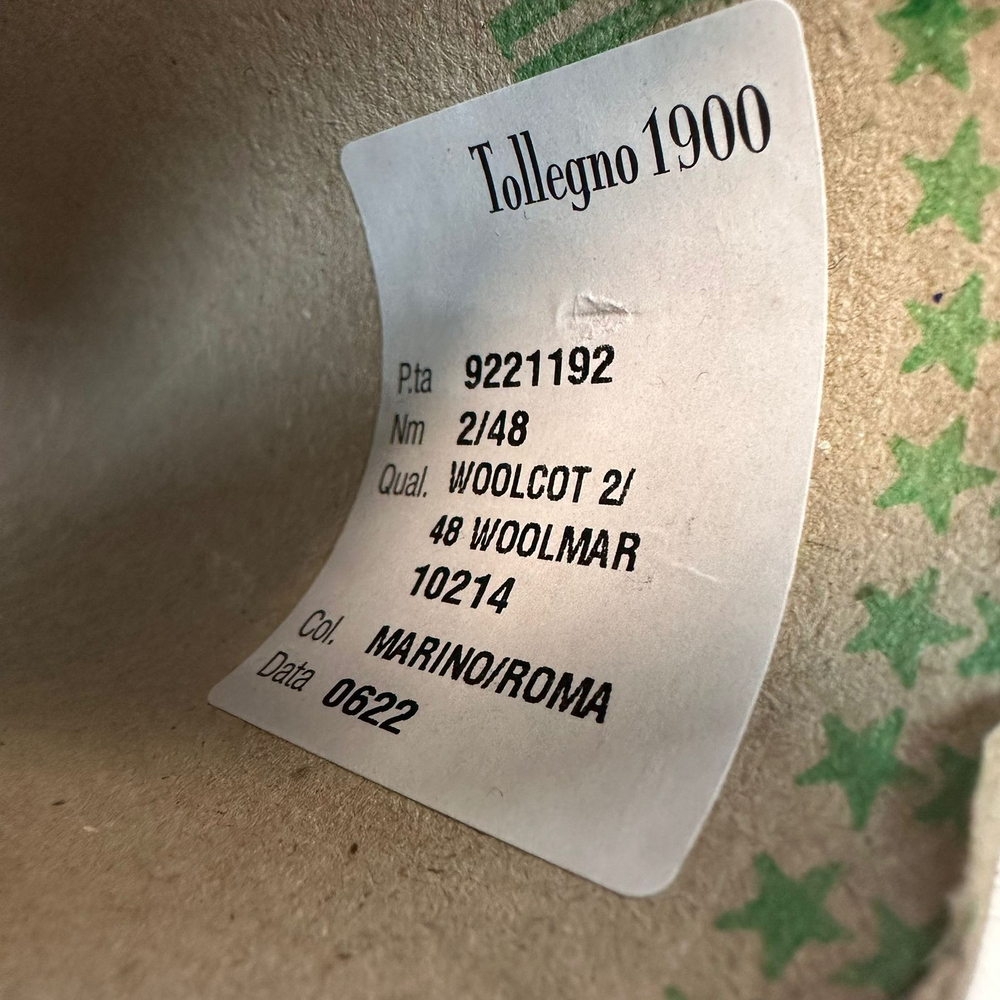 Tollegno 1900
P.ta 9221192
Nm 2/48
Qual. WOOLCOT 2/
48 WOOLMAR
10214
Col. MARINO/ROMA
Data 0622